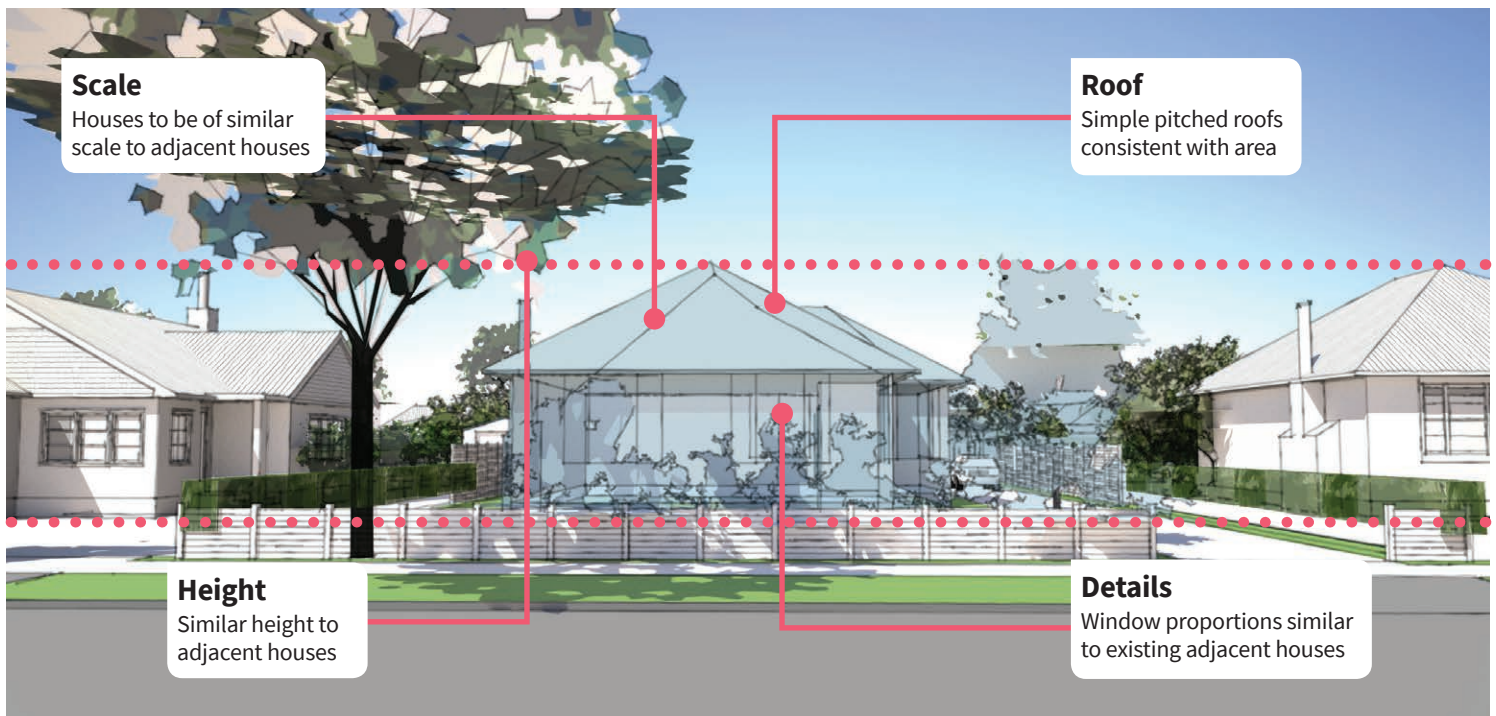 Scale
Houses to be of similar
scale to adjacent houses
Roof
Simple pitched roofs
consistent with area
Height
Similar height to
adjacent houses
Details
Window proportions similar
to existing adjacent houses